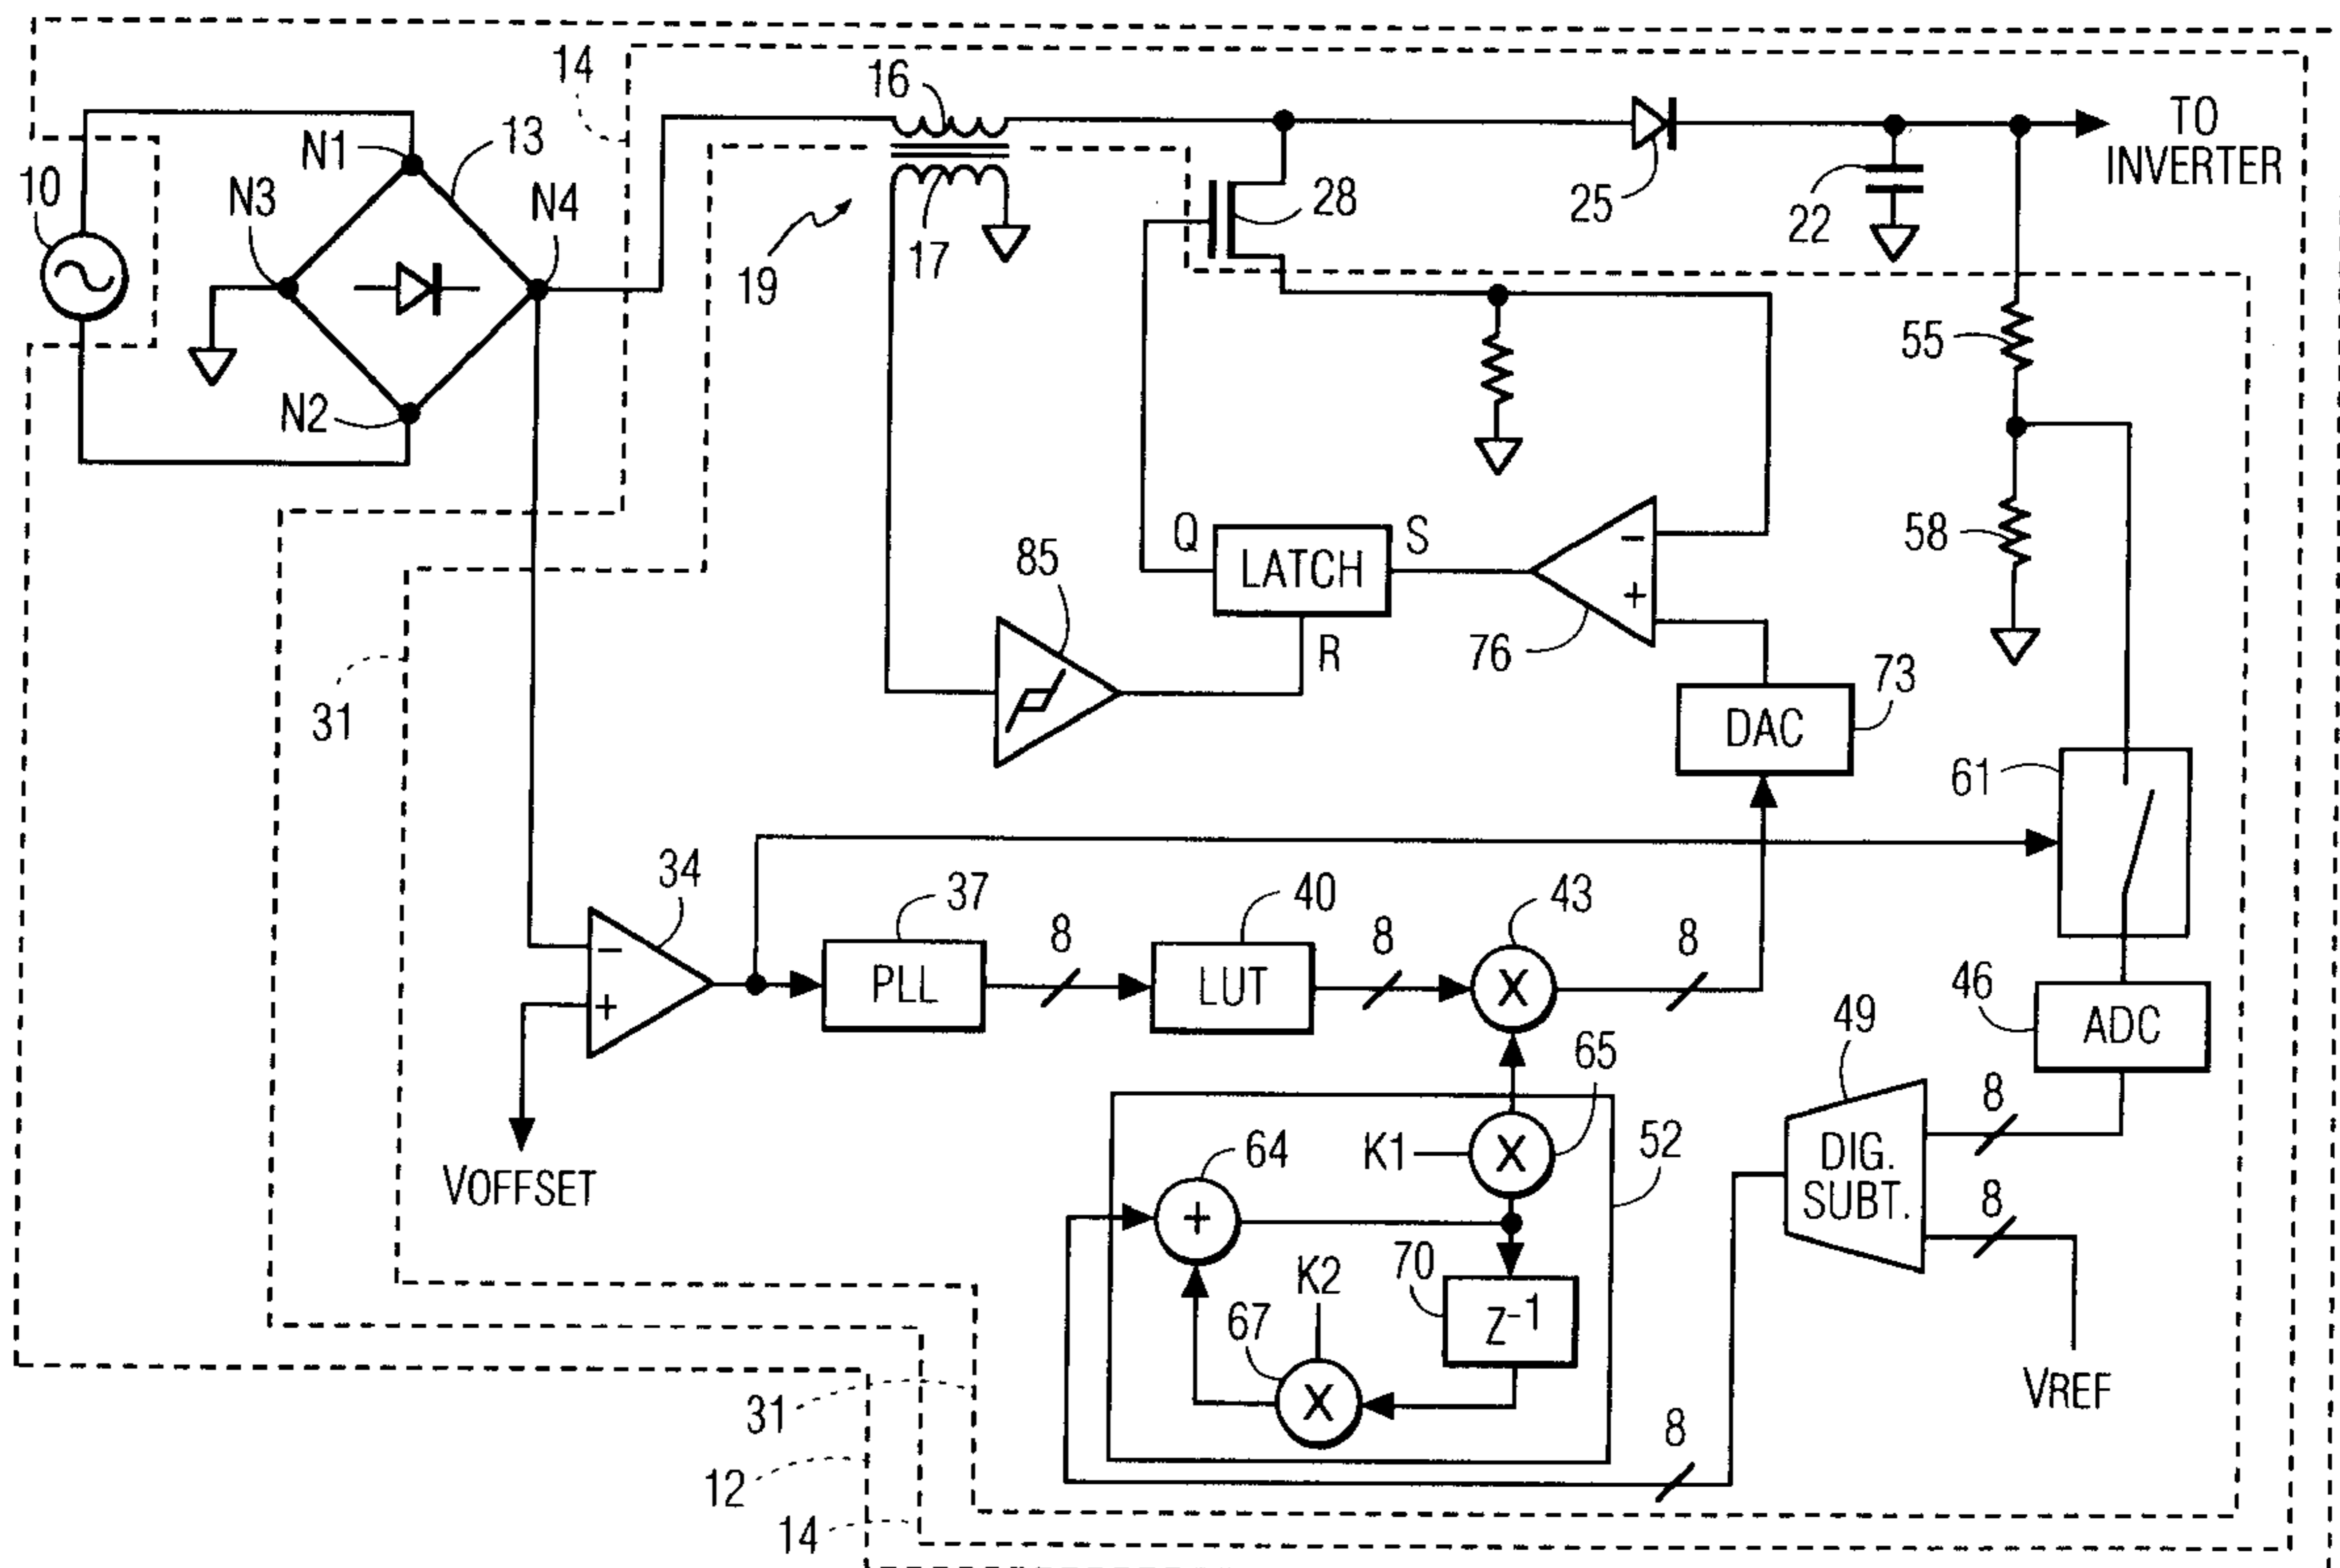 14
16
N1
13
TO
INVERTER
10
N3
N4
28
25
22
17
19
N2
55
58
Q
LATCH
S
−
+
85
76
R
31
73
DAC
61
34
37
8
40
8
43
8
−
+
PLL
LUT
X
46
ADC
49
65
8
VOFFSET
K1
X
52
64
+
DIG.
SUBT.
8
K2
70
Z-1
67
X
VREF
31
8
12
14